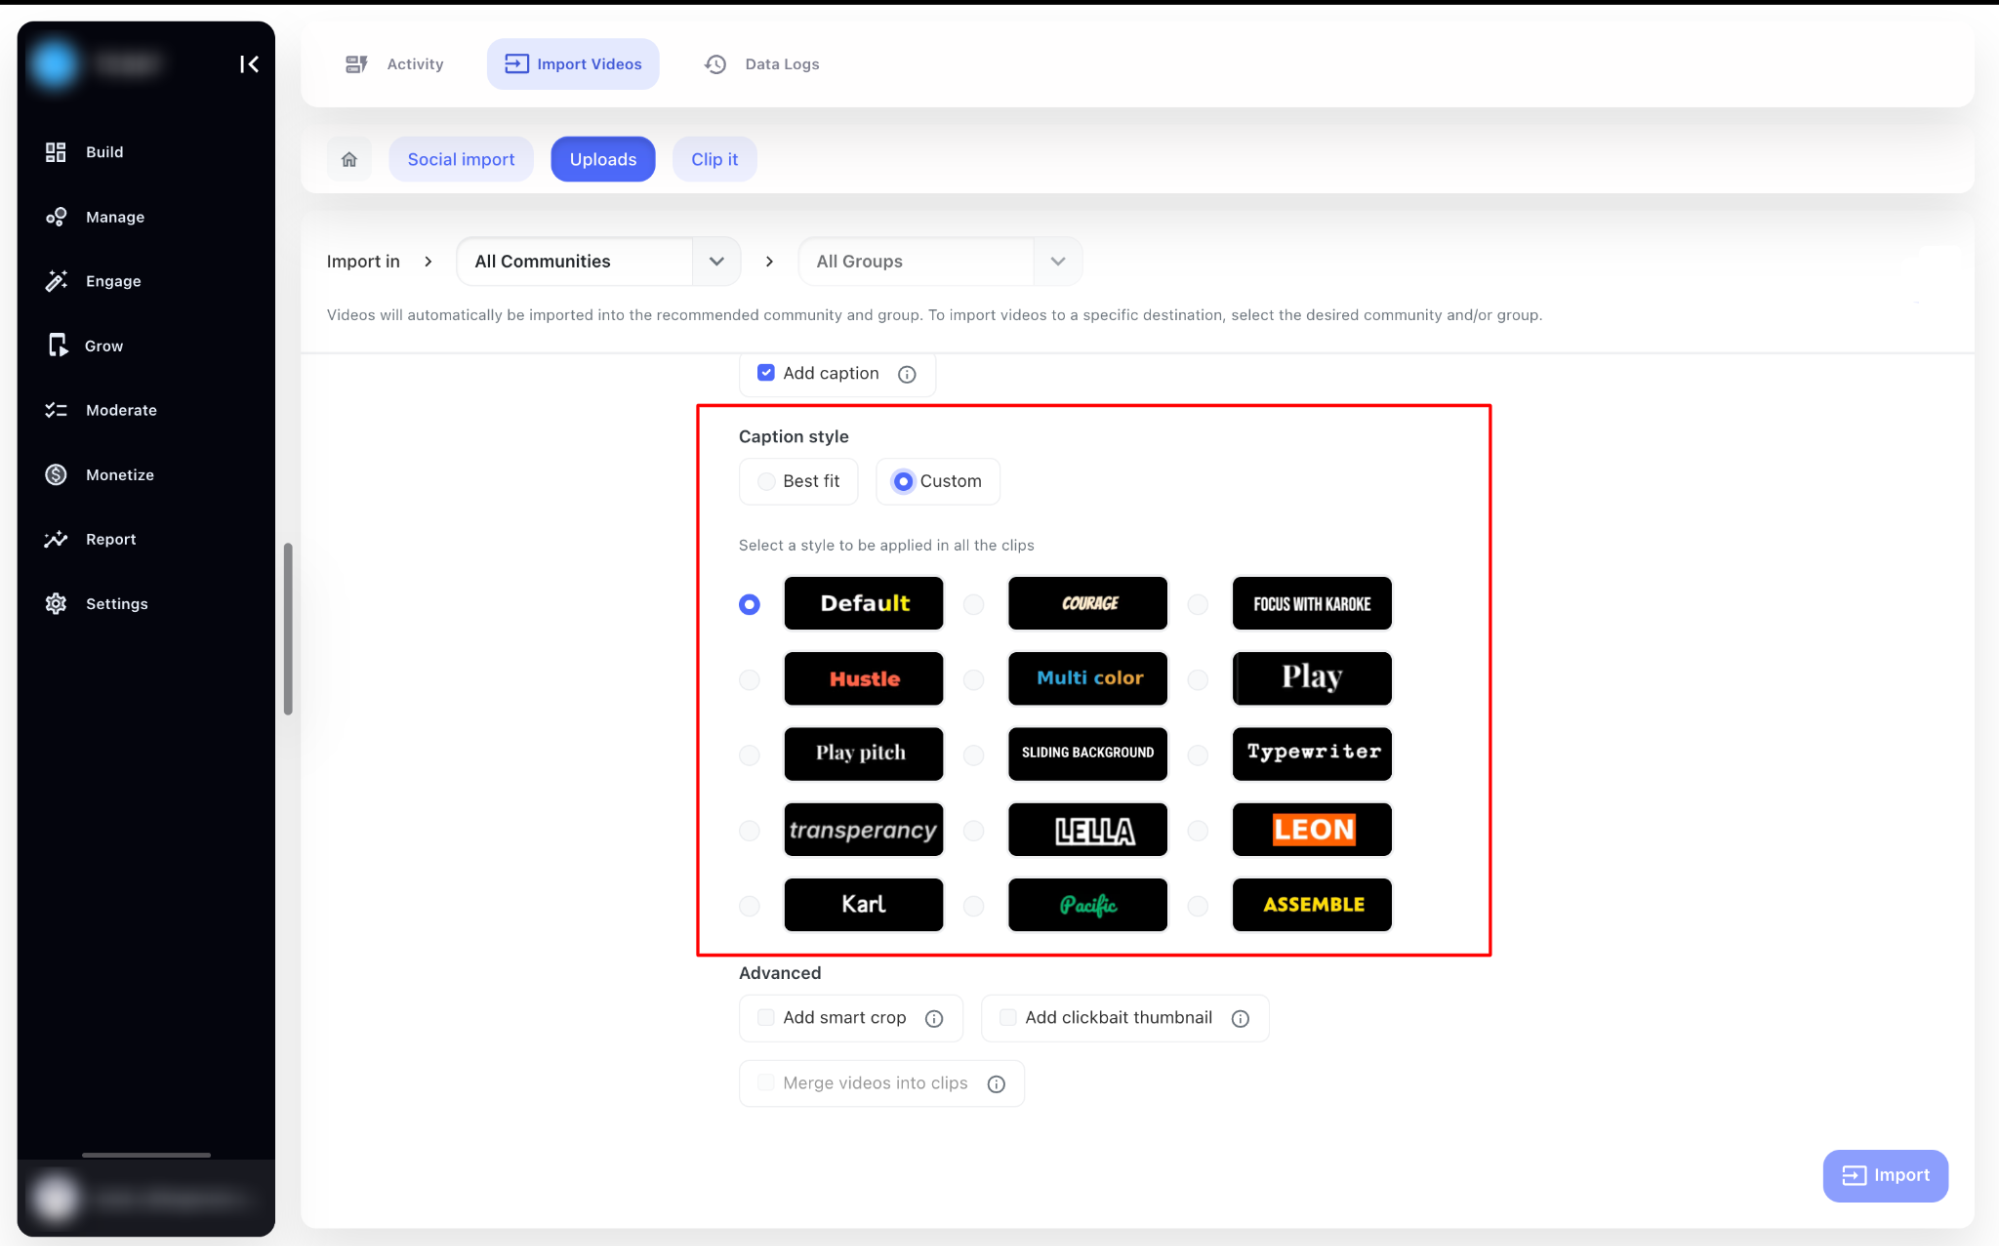 Activity
Import Videos
Data Logs
Build
Manage
Engage
Grow
Moderate
Monetize
Report
Settings
Social import
Uploads
Clip it
Import in
All Communities
All Groups
Videos will automatically be imported into the recommended community and group. To import videos to a specific destination, select the desired community and/or group.
Add caption
Caption style
Best fit
Custom
Select a style to be applied in all the clips
Default
COURAGE
FOCUS WITH KAROKE
Hustle
Multi color
Play
Play pitch
SLIDING BACKGROUND
Typewriter
transperancy
LELLA
LEON
Karl
Pacific
ASSEMBLE
Advanced
Add smart crop
Add clickbait thumbnail
Merge videos into clips
Import